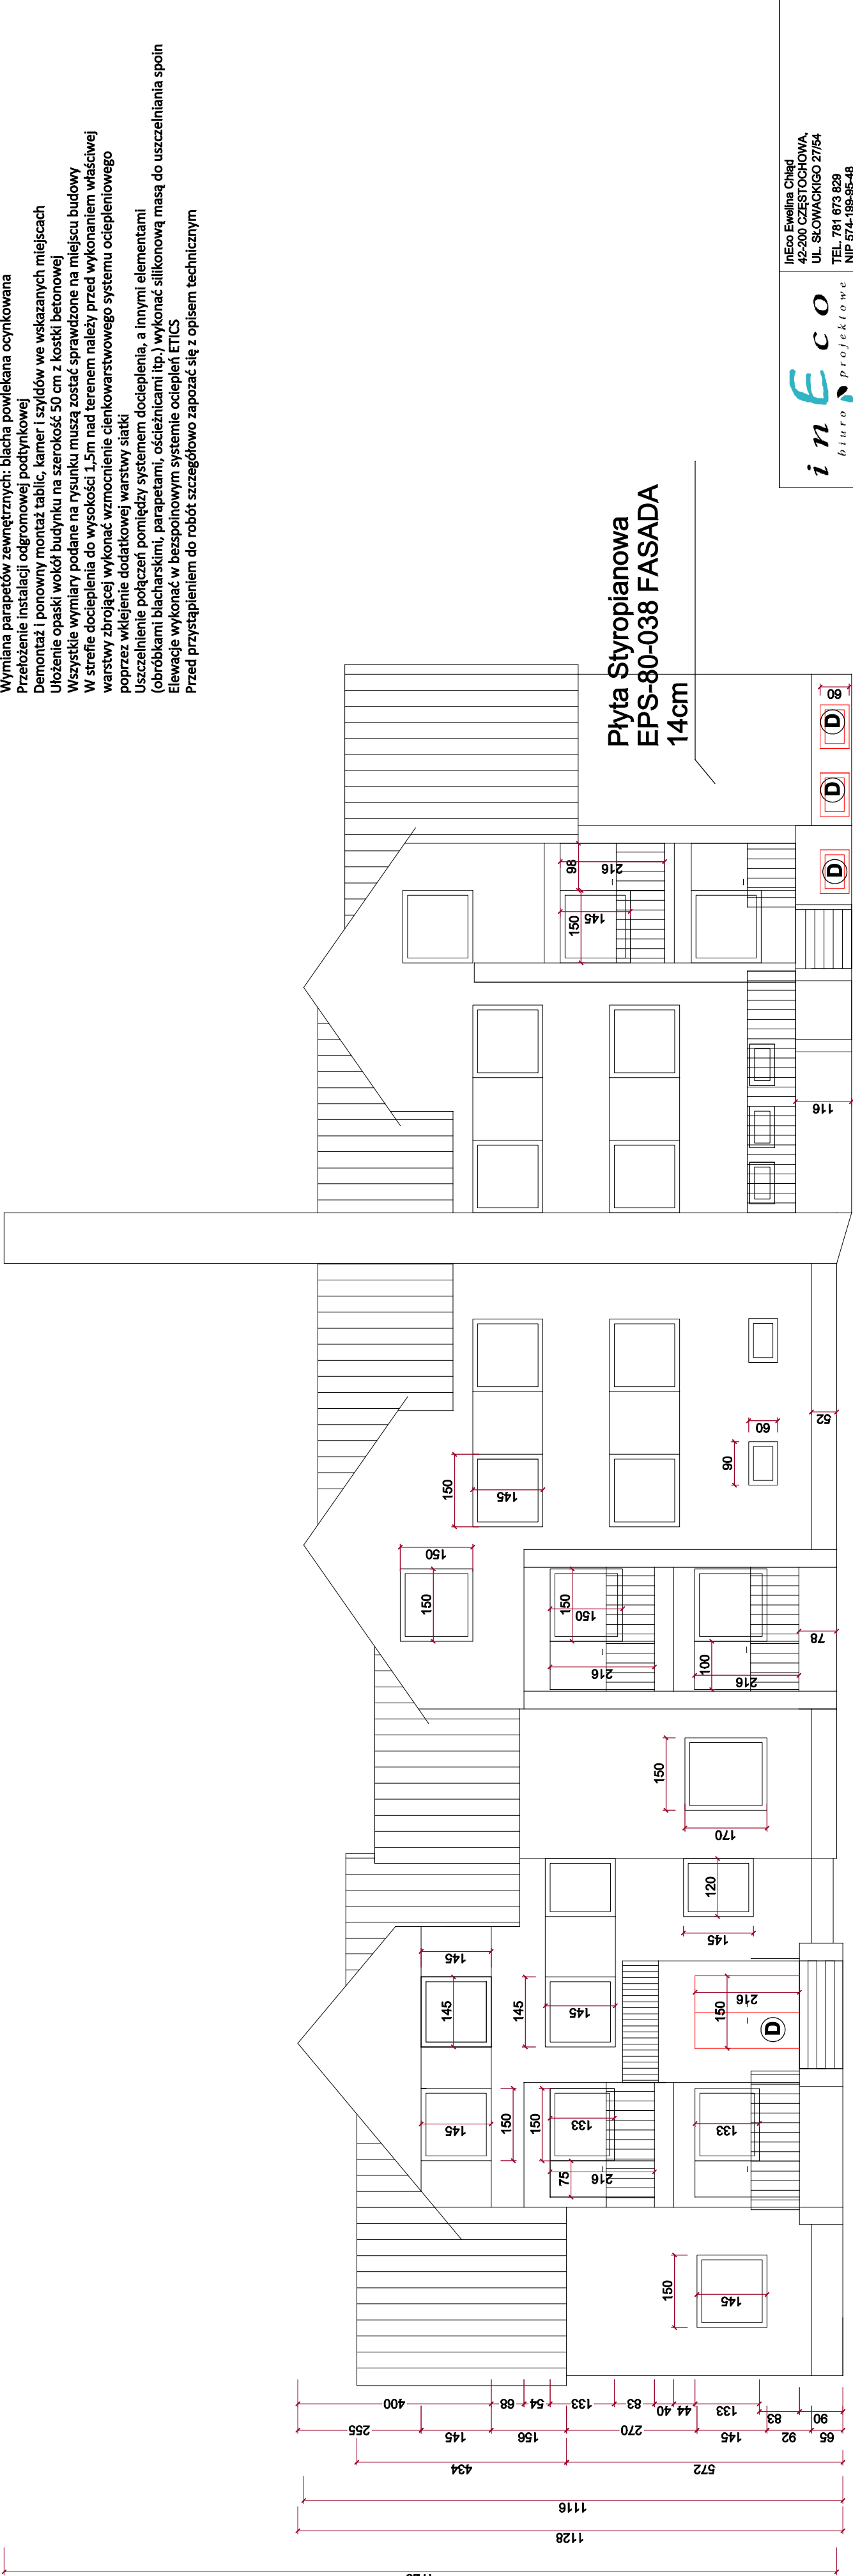 Wymiana parapetów zewnętrznych: blacha powlekana ocynkowana
Przełożenie instalacji odgromowej podtynkowej
Demontaż i ponowny montaż tablic, kamer i szyldów we wskazanych miejscach
Ułożenie opaski wokół budynku na szerokość 50 cm z kostki betonowej
Wszystkie wymiary podane na rysunku muszą zostać sprawdzone na miejscu budowy
W strefie docieplenia do wysokości 1,5m nad terenem należy przed wykonaniem właściwej
warstwy zbrojącej wykonać wzmocnienie cienkowarstwowego systemu ociepleniowego
poprzez wklejenie dodatkowej warstwy siatki
Uszczelnienie połączeń pomiędzy systemem docieplenia, a innymi elementami
(obróbkami blacharskimi, parapetami, ościeżnicami itp.) wykonać silikonową masą do uszczelniania spoin
Elewacje wykonać w bezspoinowym systemie ociepleń ETICS
Przed przystąpieniem do robót szczegółowo zapozać się z opisem technicznym
Płyta Styropianowa
EPS-80-038 FASADA
14cm
inEco
biuro projektowe
InEco Ewelina Chłąd
42-200 CZĘSTOCHOWA,
UL. SŁOWACKIGO 27/54
TEL. 781 673 829
NIP 574-199-95-48
1128
1116
434
572
255
145
156
270
145
92
65
400
68
54
133
83
40
44
133
83
90
150
145
145
150
145
145
150
133
75
216
133
145
145
150
216
D
120
145
150
170
150
150
150
150
216
100
216
78
150
145
90
60
52
116
150
98
145
216
D
D
D
60